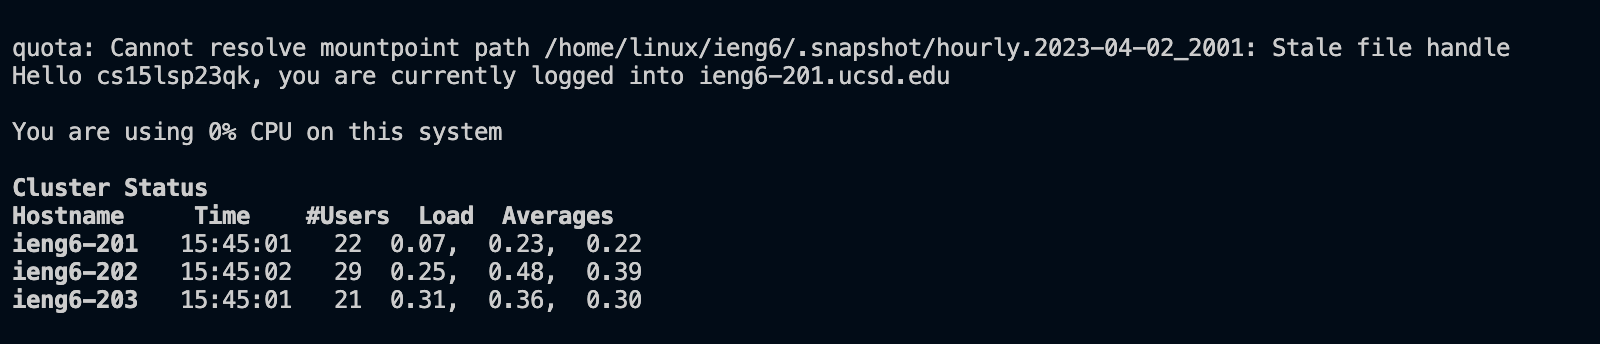 quota: Cannot resolve mountpoint path /home/linux/ieng6/.snapshot/hourly.2023-04-02_2001: Stale file handle
Hello cs15lsp23qk, you are currently logged into ieng6-201.ucsd.edu
You are using 0% CPU on this system
Cluster Status
Hostname     Time    #Users  Load  Averages
ieng6-201   15:45:01   22  0.07,  0.23,  0.22
ieng6-202   15:45:02   29  0.25,  0.48,  0.39
ieng6-203   15:45:01   21  0.31,  0.36,  0.30